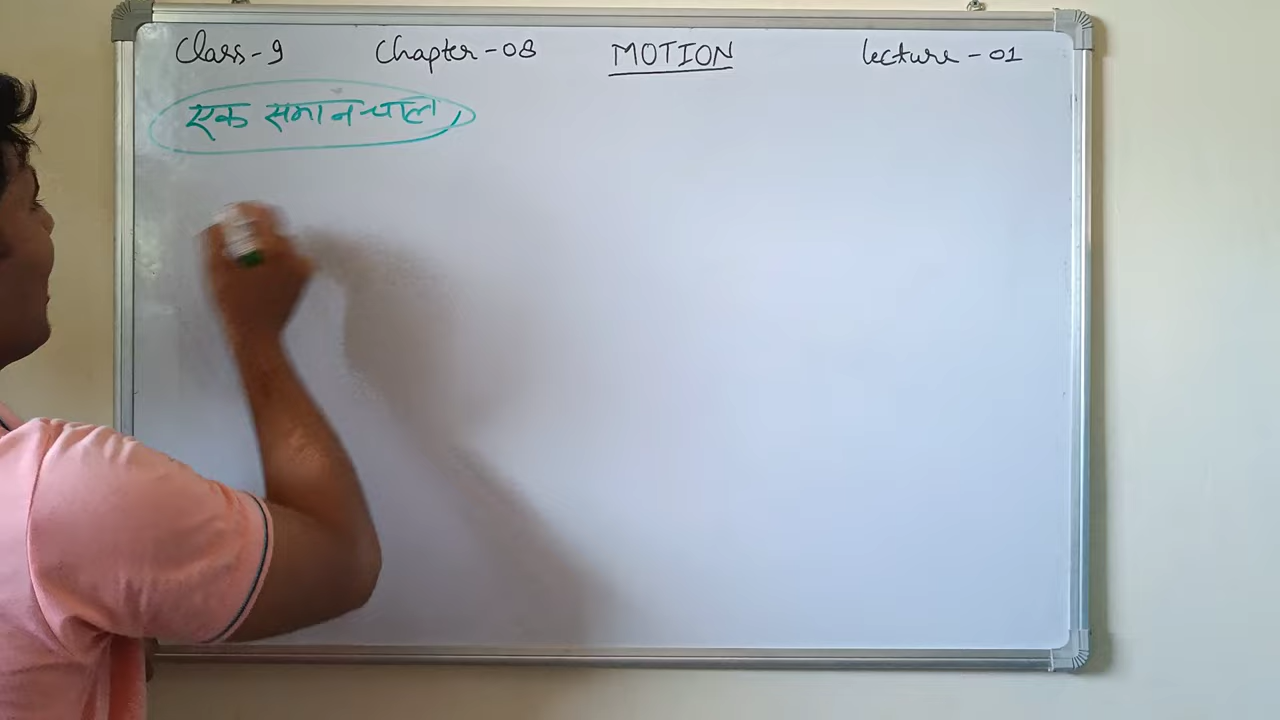 Class-9 Chapter-08 MOTION lecture-01
एक समान चाल